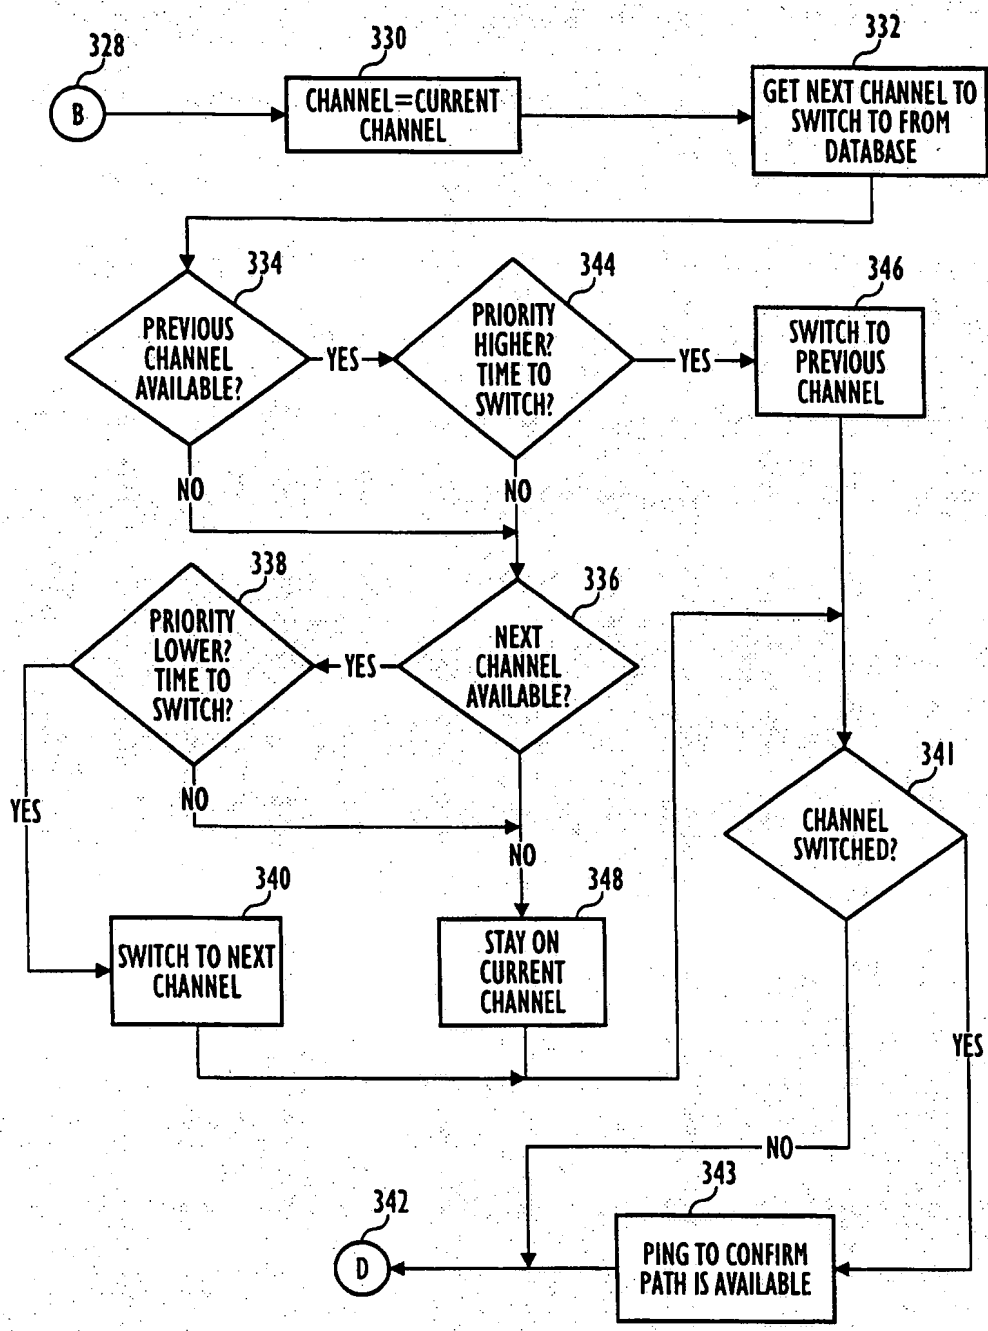 328
B
330
CHANNEL=CURRENT
CHANNEL
332
GET NEXT CHANNEL TO
SWITCH TO FROM
DATABASE
334
PREVIOUS
CHANNEL
AVAILABLE?
YES
NO
344
PRIORITY
HIGHER?
TIME TO
SWITCH?
YES
NO
346
SWITCH TO
PREVIOUS
CHANNEL
338
PRIORITY
LOWER?
TIME TO
SWITCH?
YES
NO
336
NEXT
CHANNEL
AVAILABLE?
YES
NO
341
CHANNEL
SWITCHED?
YES
NO
340
SWITCH TO NEXT
CHANNEL
348
STAY ON
CURRENT
CHANNEL
343
PING TO CONFIRM
PATH IS AVAILABLE
342
D